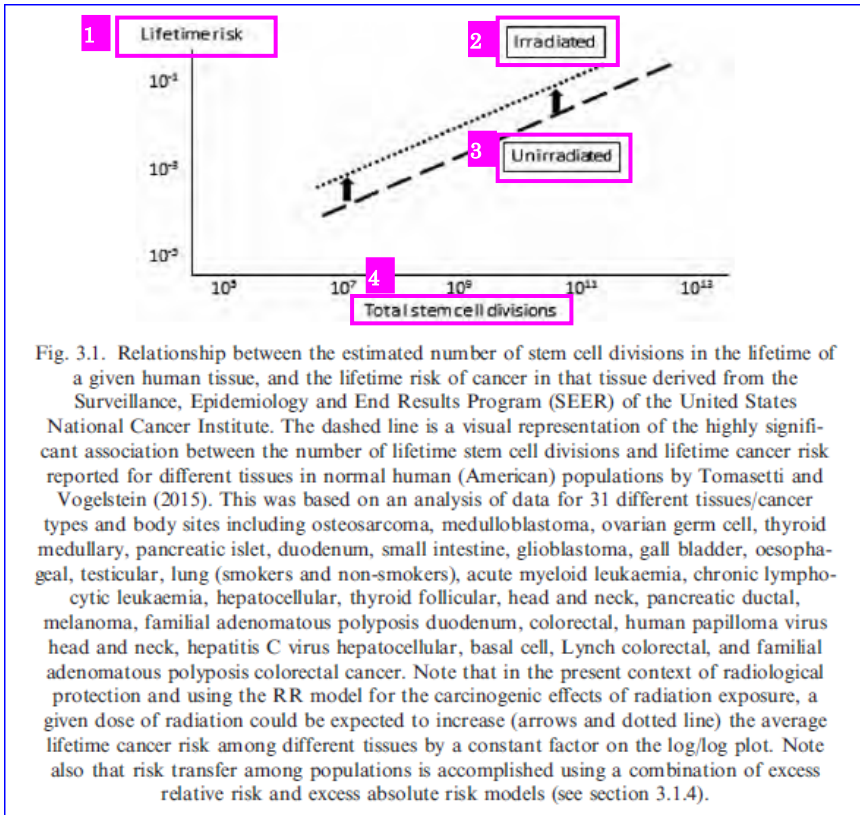 1 Lifetime risk
2 Irradiated
10⁻¹
3 Unirradiated
10⁻³
10⁻⁵
4
10⁵ 10⁷ 10⁹ 10¹¹ 10¹³
Total stem cell divisions
Fig. 3.1. Relationship between the estimated number of stem cell divisions in the lifetime of
a given human tissue, and the lifetime risk of cancer in that tissue derived from the
Surveillance, Epidemiology and End Results Program (SEER) of the United States
National Cancer Institute. The dashed line is a visual representation of the highly signifi-
cant association between the number of lifetime stem cell divisions and lifetime cancer risk
reported for different tissues in normal human (American) populations by Tomasetti and
Vogelstein (2015). This was based on an analysis of data for 31 different tissues/cancer
types and body sites including osteosarcoma, medulloblastoma, ovarian germ cell, thyroid
medullary, pancreatic islet, duodenum, small intestine, glioblastoma, gall bladder, oesopha-
geal, testicular, lung (smokers and non-smokers), acute myeloid leukaemia, chronic lympho-
cytic leukaemia, hepatocellular, thyroid follicular, head and neck, pancreatic ductal,
melanoma, familial adenomatous polyposis duodenum, colorectal, human papilloma virus
head and neck, hepatitis C virus hepatocellular, basal cell, Lynch colorectal, and familial
adenomatous polyposis colorectal cancer. Note that in the present context of radiological
protection and using the RR model for the carcinogenic effects of radiation exposure, a
given dose of radiation could be expected to increase (arrows and dotted line) the average
lifetime cancer risk among different tissues by a constant factor on the log/log plot. Note
also that risk transfer among populations is accomplished using a combination of excess
relative risk and excess absolute risk models (see section 3.1.4).